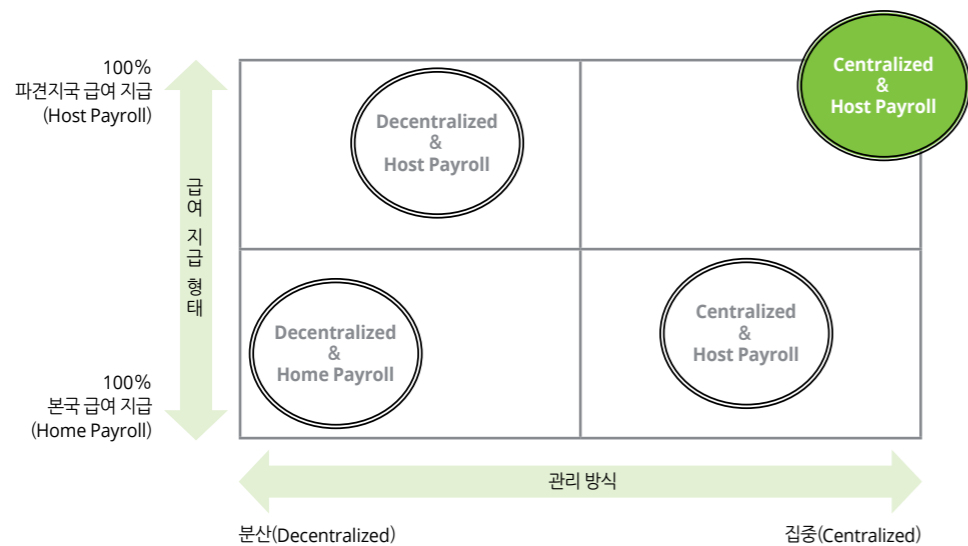 100%
파견지국 급여 지급
(Host Payroll)
Centralized
&
Host Payroll
Decentralized
&
Host Payroll
급여 지급 형태
Decentralized
&
Home Payroll
Centralized
&
Host Payroll
100%
본국 급여 지급
(Home Payroll)
관리 방식
분산(Decentralized)
집중(Centralized)